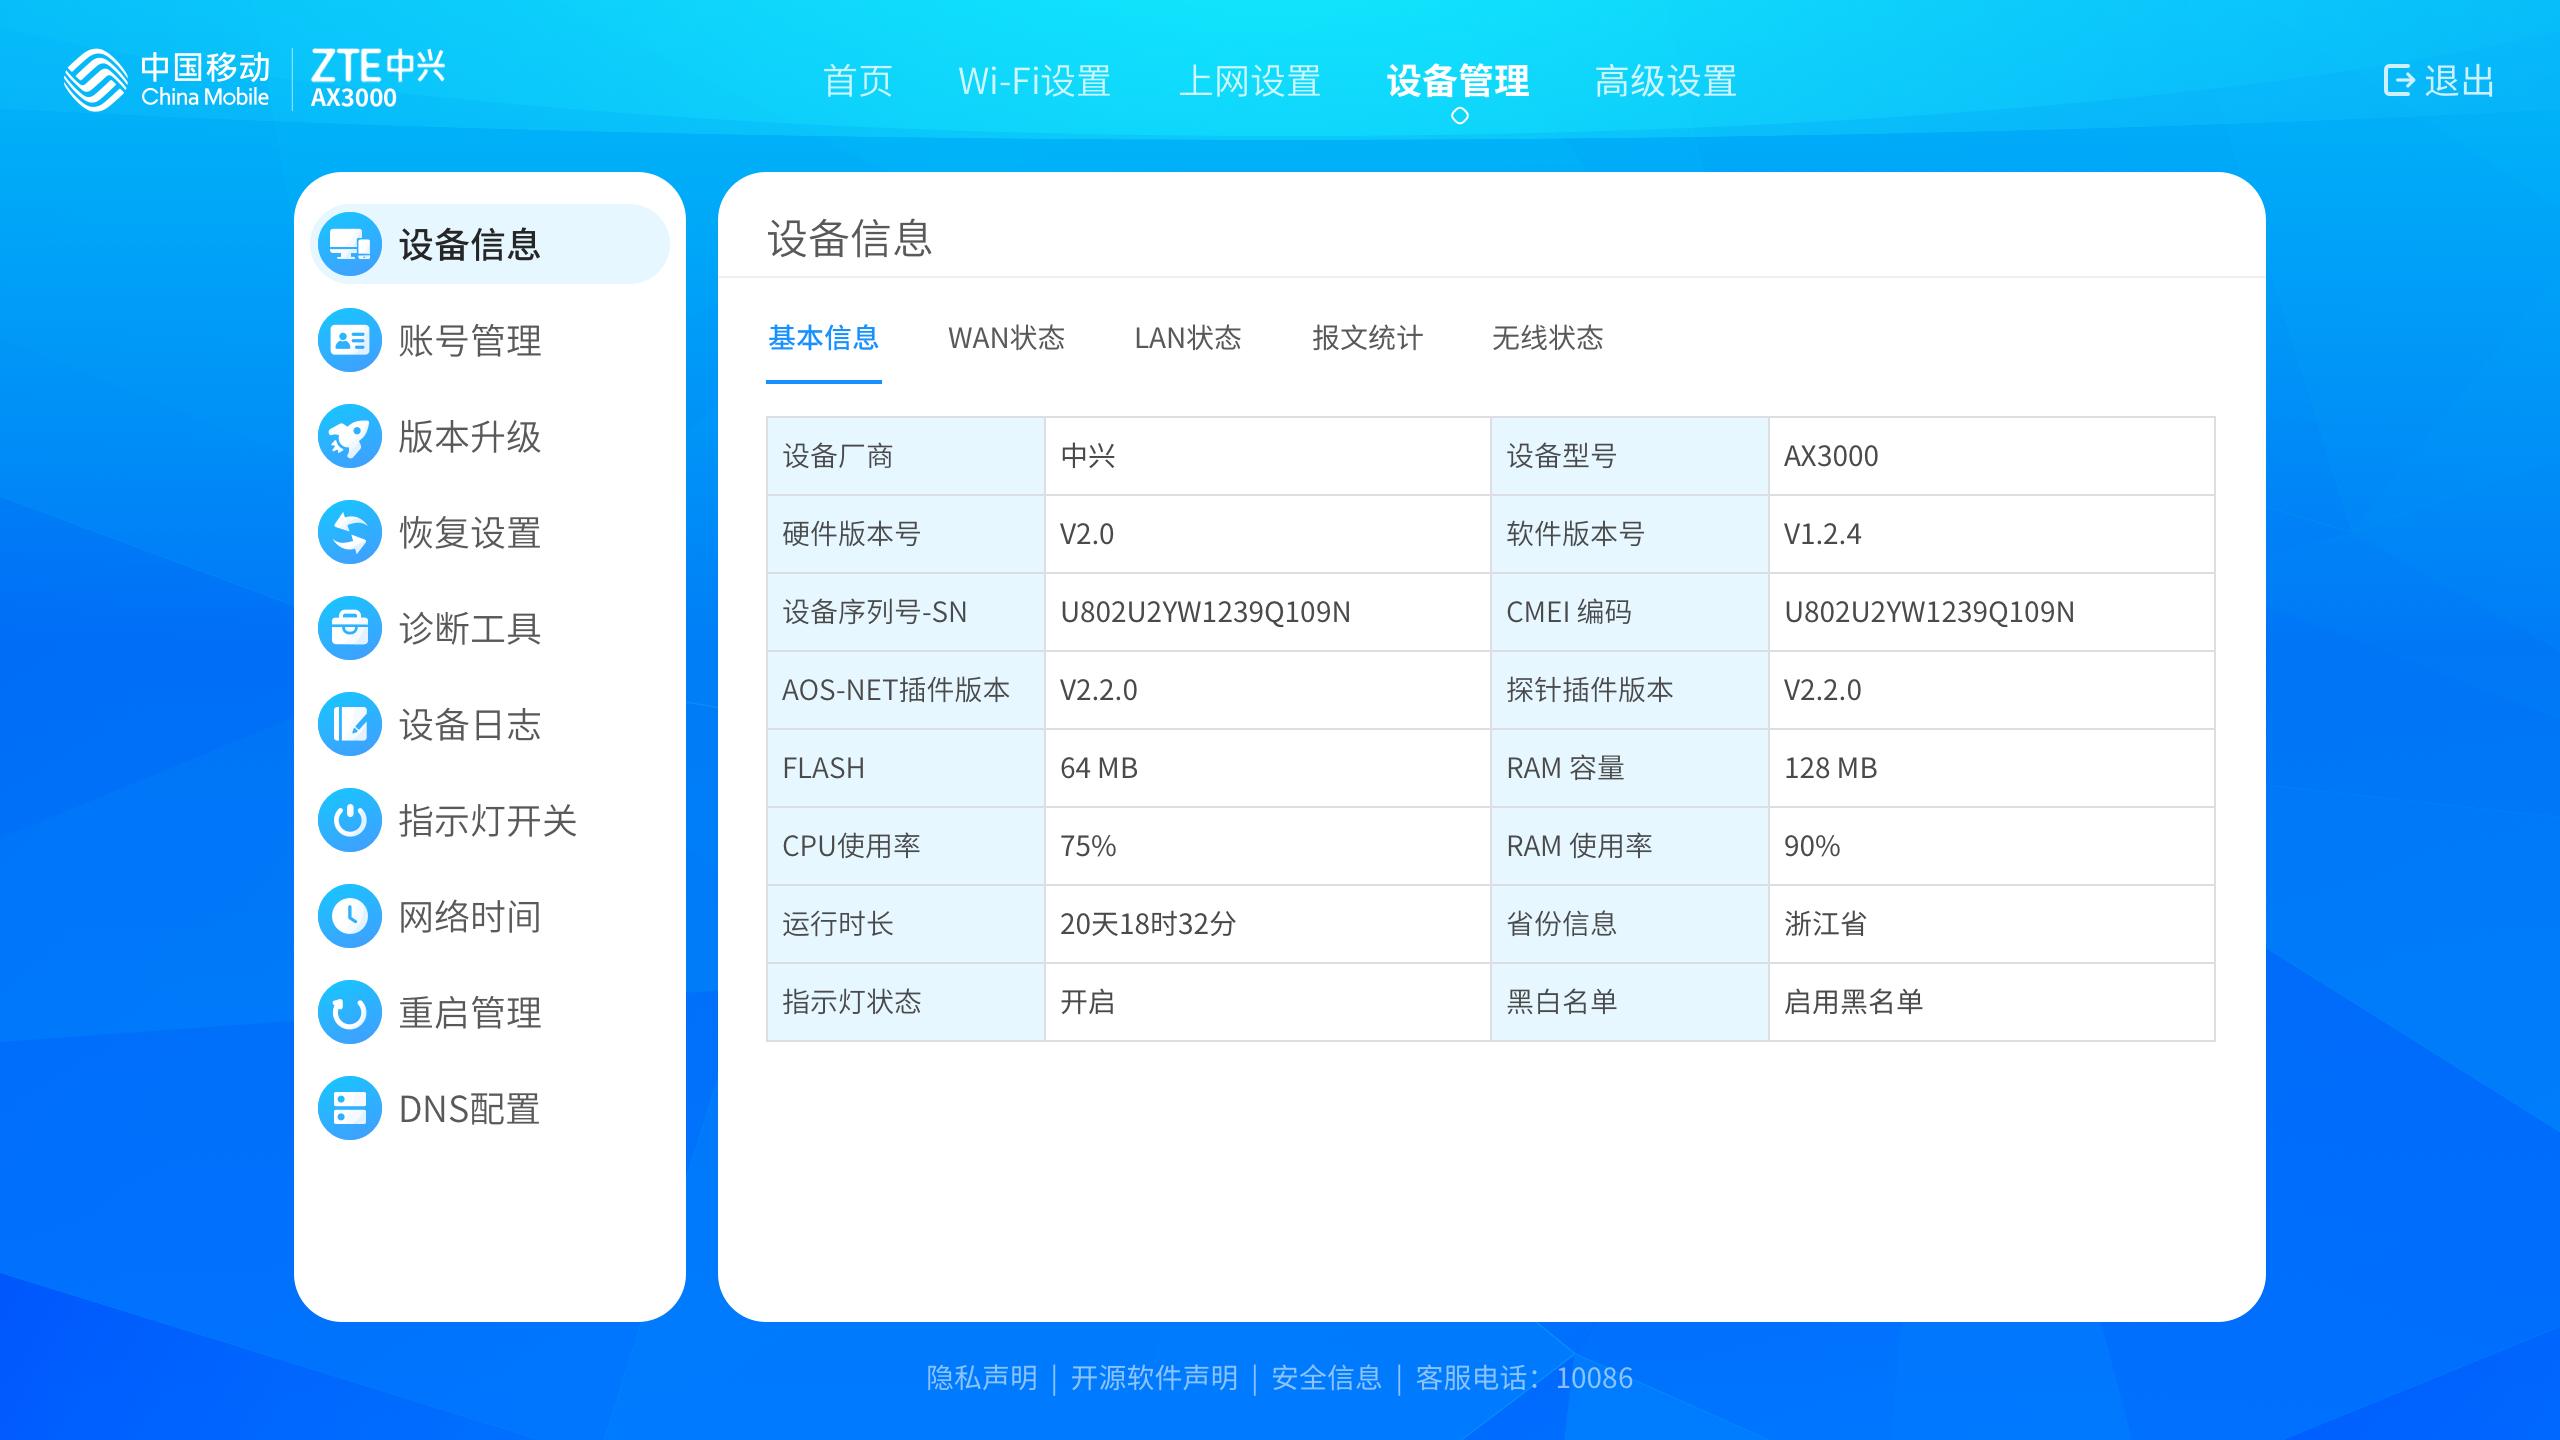 中国移动 China Mobile ZTE中兴 AX3000
首页 Wi-Fi设置 上网设置 设备管理 高级设置 退出
设备信息
账号管理
版本升级
恢复设置
诊断工具
设备日志
指示灯开关
网络时间
重启管理
DNS配置
设备信息
基本信息 WAN状态 LAN状态 报文统计 无线状态
设备厂商 中兴 设备型号 AX3000
硬件版本号 V2.0 软件版本号 V1.2.4
设备序列号-SN U802U2YW1239Q109N CMEI 编码 U802U2YW1239Q109N
AOS-NET插件版本 V2.2.0 探针插件版本 V2.2.0
FLASH 64 MB RAM 容量 128 MB
CPU使用率 75% RAM 使用率 90%
运行时长 20天18时32分 省份信息 浙江省
指示灯状态 开启 黑白名单 启用黑名单
隐私声明 | 开源软件声明 | 安全信息 | 客服电话：10086